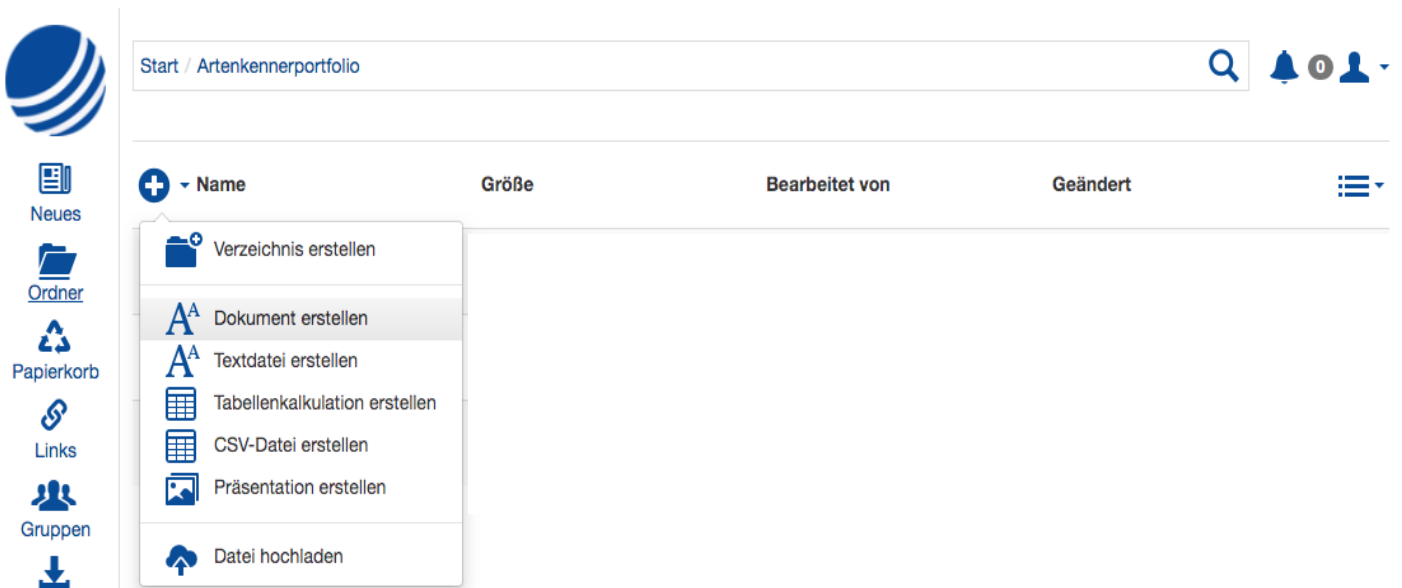 Start / Artenkennerportfolio
0
Neues
Ordner
Papierkorb
Links
Gruppen
Name Größe Bearbeitet von Geändert
Verzeichnis erstellen
Dokument erstellen
Textdatei erstellen
Tabellenkalkulation erstellen
CSV-Datei erstellen
Präsentation erstellen
Datei hochladen